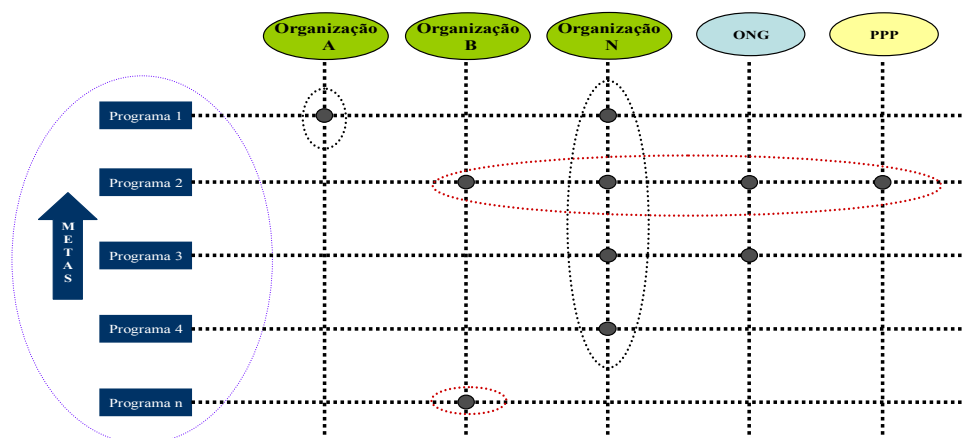 Organização
A
Organização
B
Organização
N
ONG
PPP
Programa 1
Programa 2
Programa 3
Programa 4
Programa n
M
E
T
A
S